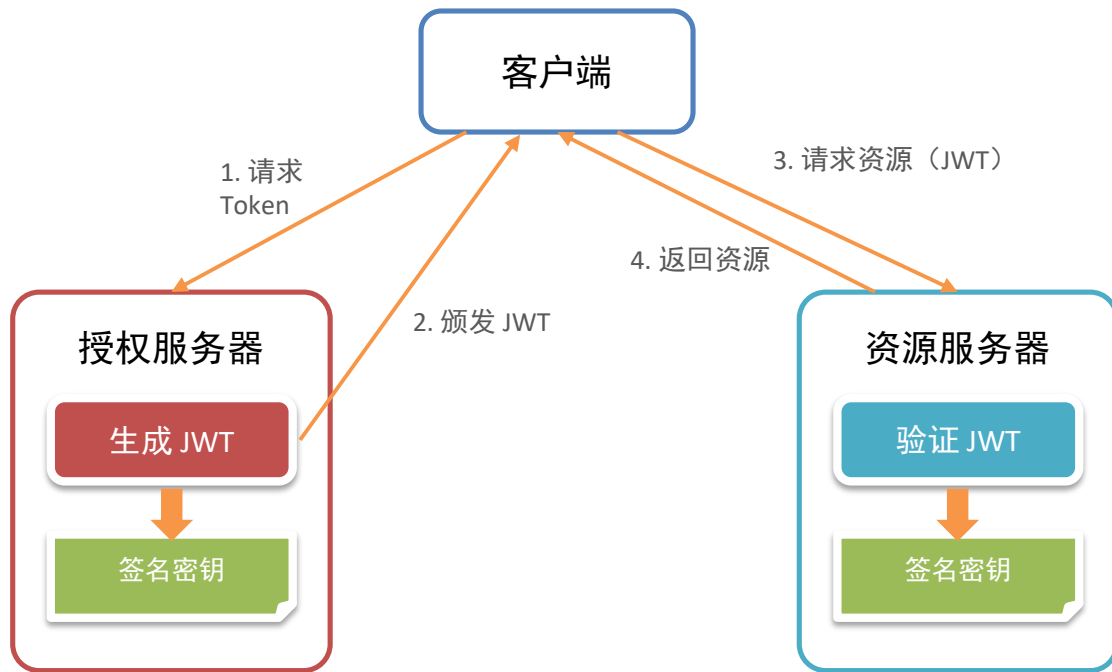 客户端
1. 请求
Token
3. 请求资源（JWT）
4. 返回资源
2. 颁发 JWT
授权服务器
生成 JWT
签名密钥
资源服务器
验证 JWT
签名密钥